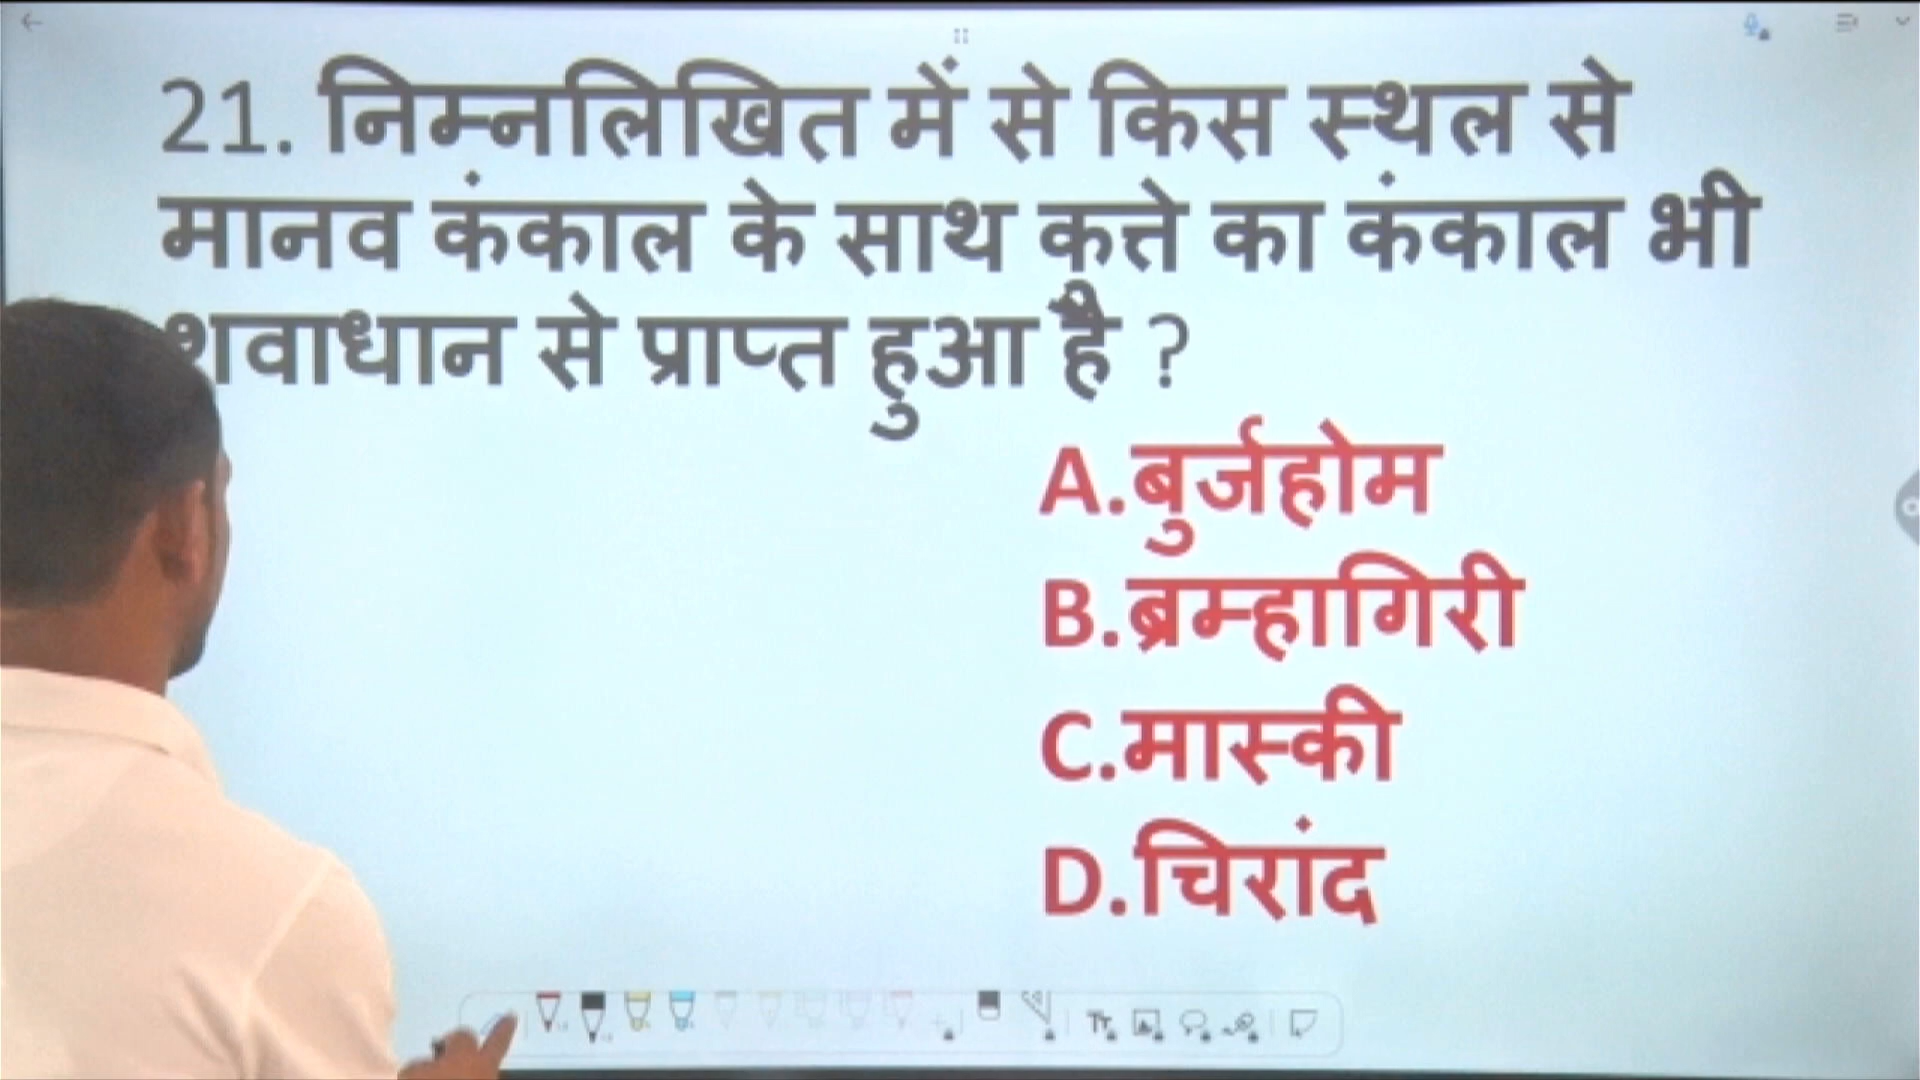 21. निम्नलिखित में से किस स्थल से
मानव कंकाल के साथ कुत्ते का कंकाल भी
शवाधान से प्राप्त हुआ है ?
A.बुर्जहोम
B.ब्रम्हागिरी
C.मास्की
D.चिरांद